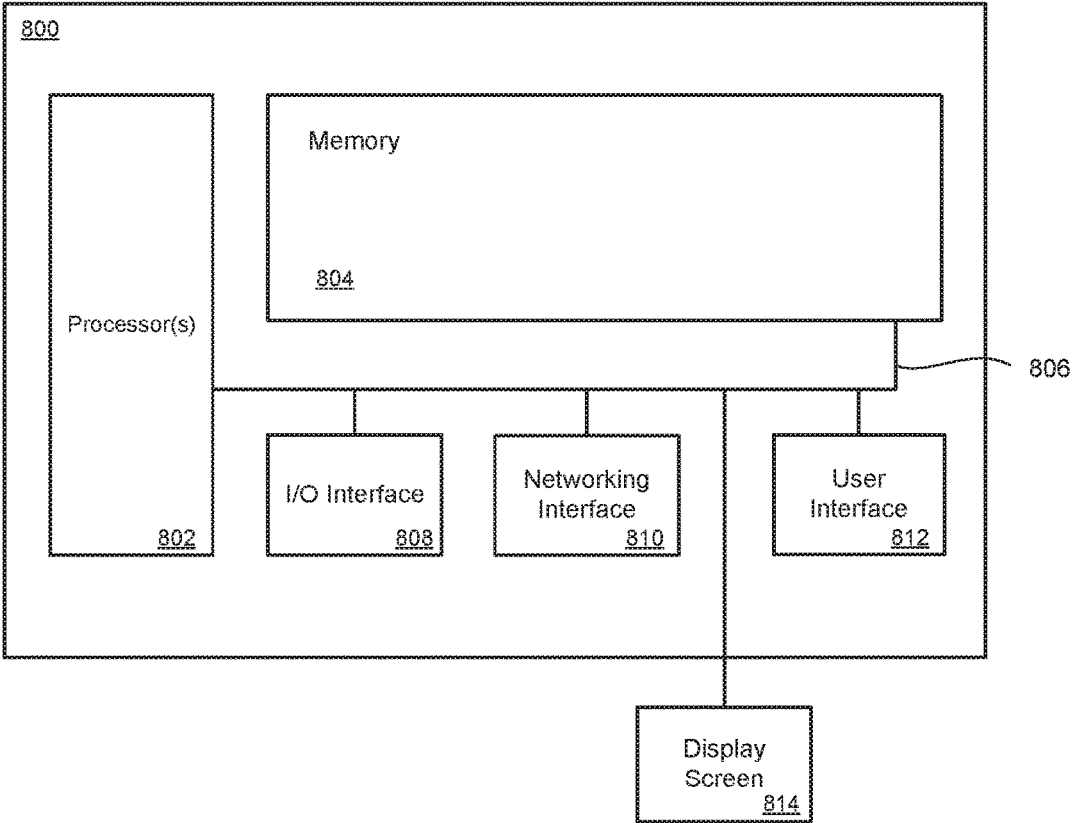 800
Memory
804
Processor(s)
802
806
I/O Interface
808
Networking
Interface
810
User
Interface
812
Display
Screen
814